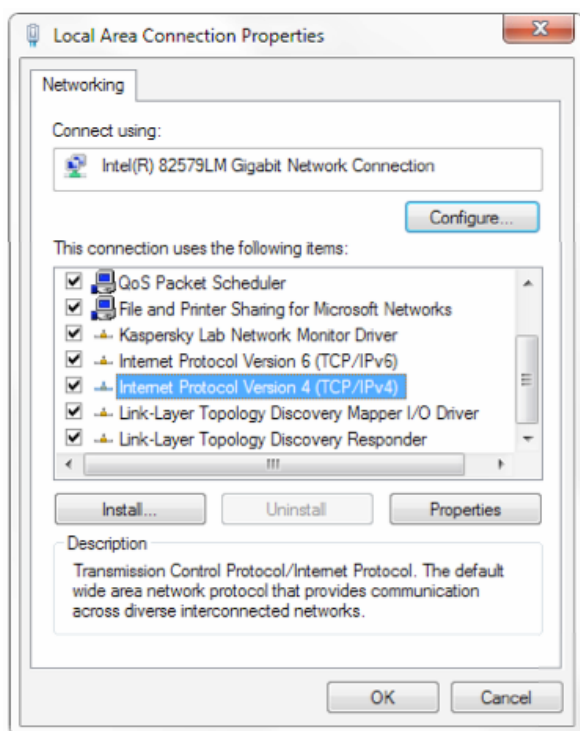 Local Area Connection Properties
Networking
Connect using:
Intel(R) 82579LM Gigabit Network Connection
Configure...
This connection uses the following items:
QoS Packet Scheduler
File and Printer Sharing for Microsoft Networks
Kaspersky Lab Network Monitor Driver
Internet Protocol Version 6 (TCP/IPv6)
Internet Protocol Version 4 (TCP/IPv4)
Link-Layer Topology Discovery Mapper I/O Driver
Link-Layer Topology Discovery Responder
Install... Uninstall Properties
Description
Transmission Control Protocol/Internet Protocol. The default
wide area network protocol that provides communication
across diverse interconnected networks.
OK Cancel